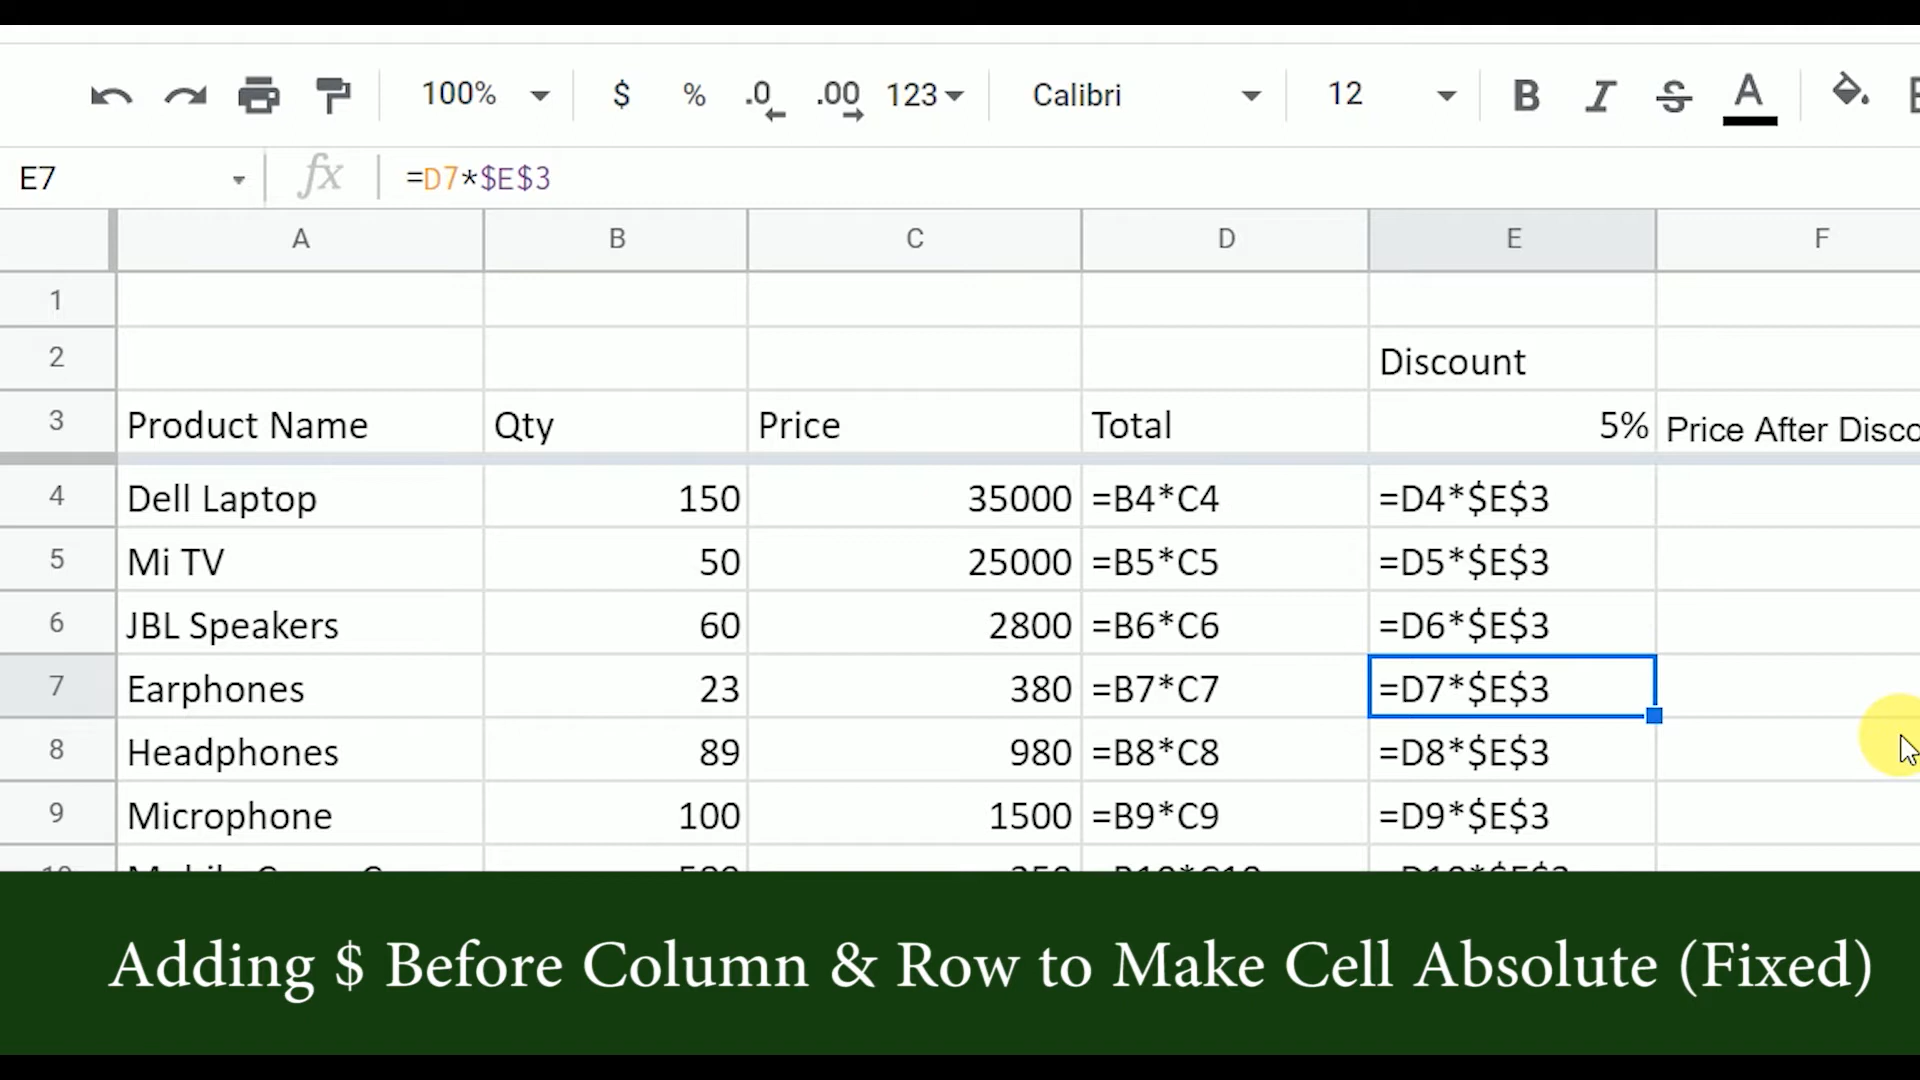 100% $ % .0 .00 123 Calibri 12 B I S A
E7 fx =D7*$E$3
A B C D E F
1
2 Discount
3 Product Name Qty Price Total 5% Price After Disco
4 Dell Laptop 150 35000 =B4*C4 =D4*$E$3
5 Mi TV 50 25000 =B5*C5 =D5*$E$3
6 JBL Speakers 60 2800 =B6*C6 =D6*$E$3
7 Earphones 23 380 =B7*C7 =D7*$E$3
8 Headphones 89 980 =B8*C8 =D8*$E$3
9 Microphone 100 1500 =B9*C9 =D9*$E$3
Adding $ Before Column & Row to Make Cell Absolute (Fixed)